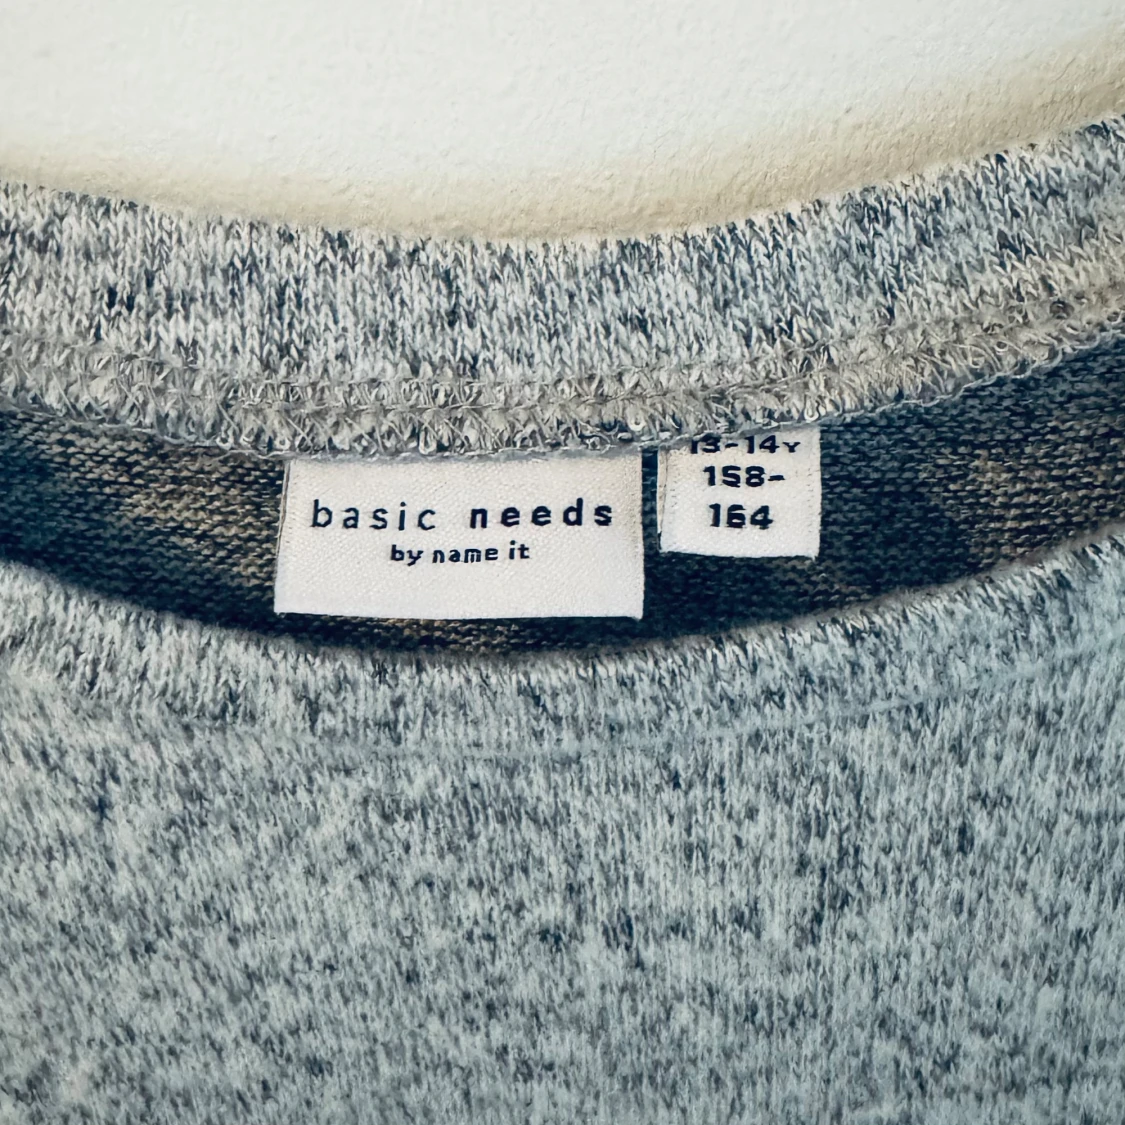 basic needs
by name it
13-14Y
158-
164